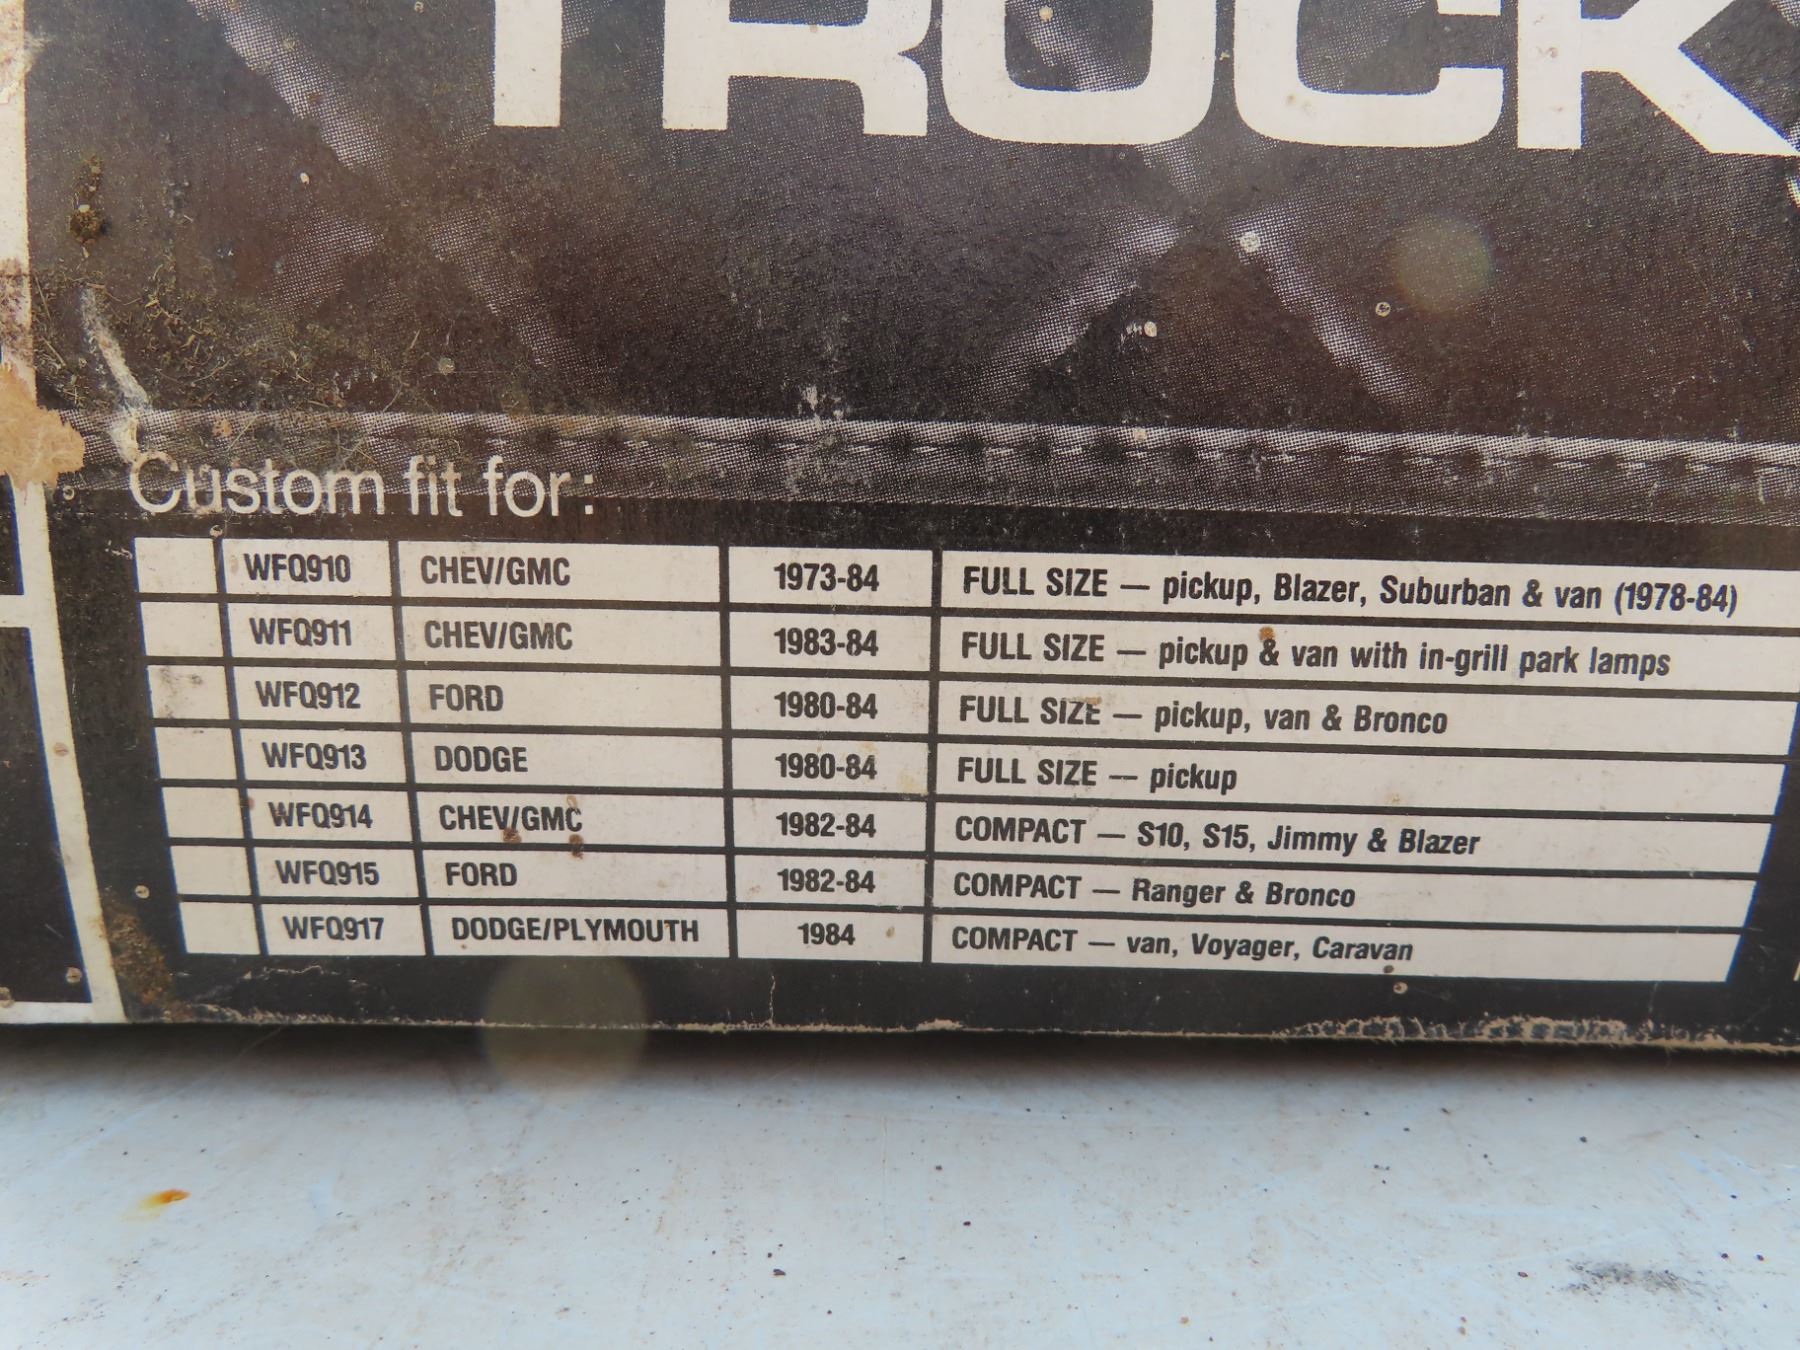 TRUCK
Custom fit for:
WFQ910 CHEV/GMC 1973-84 FULL SIZE — pickup, Blazer, Suburban & van (1978-84)
WFQ911 CHEV/GMC 1983-84 FULL SIZE — pickup & van with in-grill park lamps
WFQ912 FORD 1980-84 FULL SIZE — pickup, van & Bronco
WFQ913 DODGE 1980-84 FULL SIZE — pickup
WFQ914 CHEV/GMC 1982-84 COMPACT — S10, S15, Jimmy & Blazer
WFQ915 FORD 1982-84 COMPACT — Ranger & Bronco
WFQ917 DODGE/PLYMOUTH 1984 COMPACT — van, Voyager, Caravan